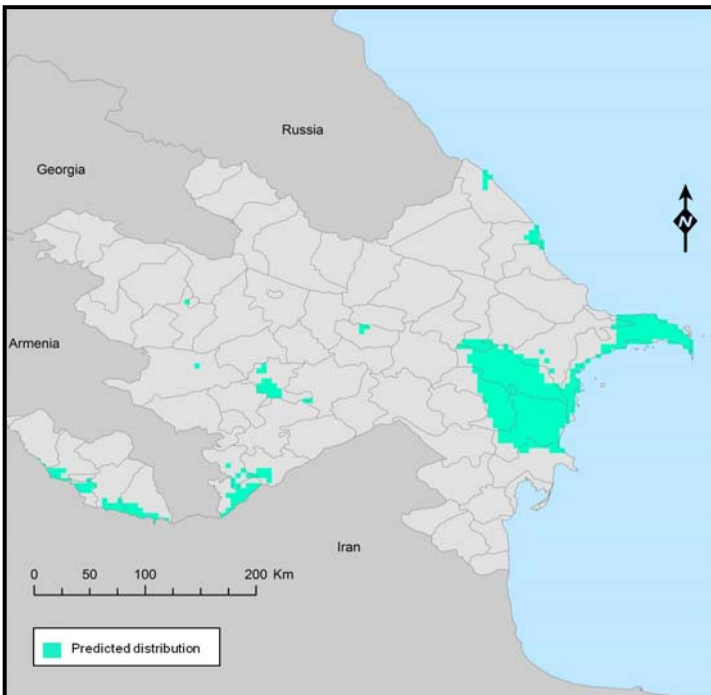 Russia
Georgia
N
Armenia
Iran
0 50 100 200 Km
Predicted distribution